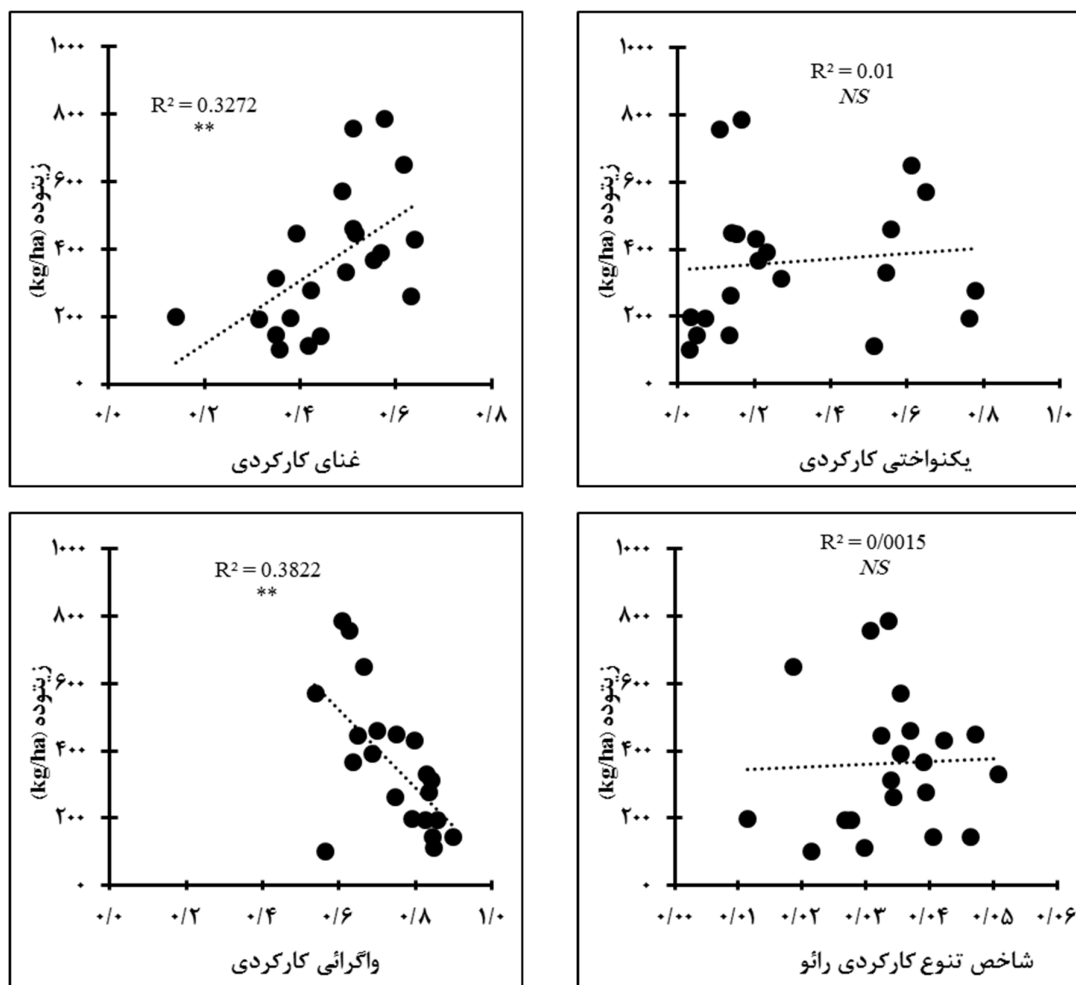 ۱۰۰۰
۸۰۰
۶۰۰
۴۰۰
۲۰۰
۰
زیتوده (kg/ha)
R² = 0.3272
**
۰/۰ ۰/۲ ۰/۴ ۰/۶ ۰/۸
غنای کارکردی
۱۰۰۰
۸۰۰
۶۰۰
۴۰۰
۲۰۰
۰
زیتوده (kg/ha)
R² = 0.01
NS
۰/۰ ۰/۲ ۰/۴ ۰/۶ ۰/۸ ۱/۰
یکنواختی کارکردی
۱۰۰۰
۸۰۰
۶۰۰
۴۰۰
۲۰۰
۰
زیتوده (kg/ha)
R² = 0.3822
**
۰/۰ ۰/۲ ۰/۴ ۰/۶ ۰/۸ ۱/۰
واگرائی کارکردی
۱۰۰۰
۸۰۰
۶۰۰
۴۰۰
۲۰۰
۰
زیتوده (kg/ha)
R² = 0/0015
NS
۰/۰۰ ۰/۰۱ ۰/۰۲ ۰/۰۳ ۰/۰۴ ۰/۰۵ ۰/۰۶
شاخص تنوع کارکردی رائو